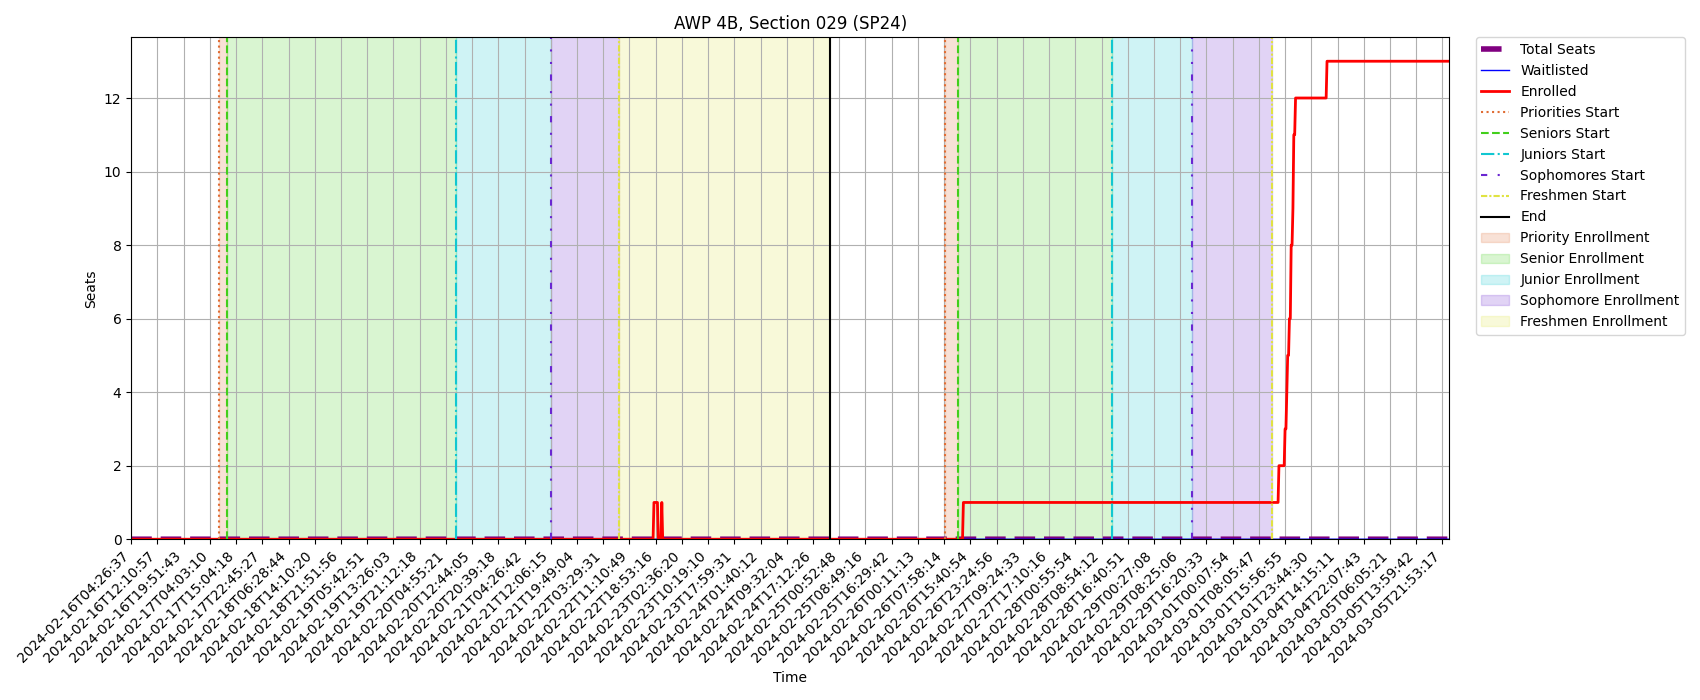 AWP 4B, Section 029 (SP24)
Seats
12
10
8
6
4
2
0
2024-02-16T04:26:37
2024-02-16T12:10:57
2024-02-16T19:51:43
2024-02-17T04:03:10
2024-02-17T15:04:18
2024-02-17T22:45:27
2024-02-18T06:28:44
2024-02-18T14:10:20
2024-02-18T21:51:56
2024-02-19T05:42:51
2024-02-19T13:26:03
2024-02-19T21:12:18
2024-02-20T04:55:21
2024-02-20T12:44:05
2024-02-20T20:39:18
2024-02-21T04:26:42
2024-02-21T12:06:15
2024-02-21T19:49:04
2024-02-22T03:29:31
2024-02-22T11:10:49
2024-02-22T18:53:16
2024-02-23T02:36:20
2024-02-23T10:19:10
2024-02-23T17:59:31
2024-02-24T01:40:12
2024-02-24T09:32:04
2024-02-24T17:12:26
2024-02-25T00:52:48
2024-02-25T08:49:16
2024-02-25T16:29:42
2024-02-26T00:11:13
2024-02-26T07:58:14
2024-02-26T15:40:54
2024-02-26T23:24:56
2024-02-27T09:24:33
2024-02-27T17:10:16
2024-02-28T00:55:54
2024-02-28T08:54:12
2024-02-28T16:40:51
2024-02-29T00:27:08
2024-02-29T08:25:06
2024-02-29T16:20:33
2024-03-01T00:07:54
2024-03-01T08:05:47
2024-03-01T15:56:55
2024-03-01T23:44:30
2024-03-04T14:15:11
2024-03-04T22:07:43
2024-03-05T06:05:21
2024-03-05T13:59:42
2024-03-05T21:53:17
Time
Total Seats
Waitlisted
Enrolled
Priorities Start
Seniors Start
Juniors Start
Sophomores Start
Freshmen Start
End
Priority Enrollment
Senior Enrollment
Junior Enrollment
Sophomore Enrollment
Freshmen Enrollment